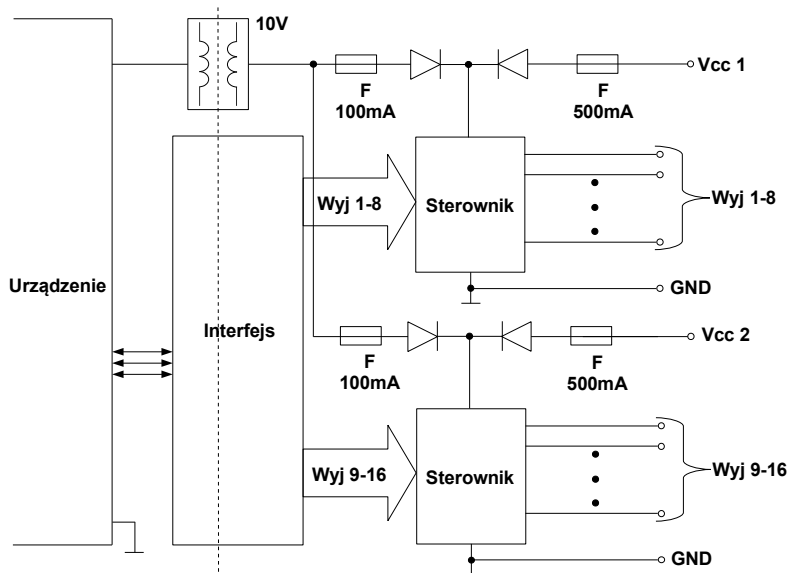 10V
Vcc 1
F
100mA
F
500mA
Wyj 1-8
Sterownik
Wyj 1-8
GND
Urządzenie
Interfejs
Vcc 2
F
100mA
F
500mA
Wyj 9-16
Sterownik
Wyj 9-16
GND